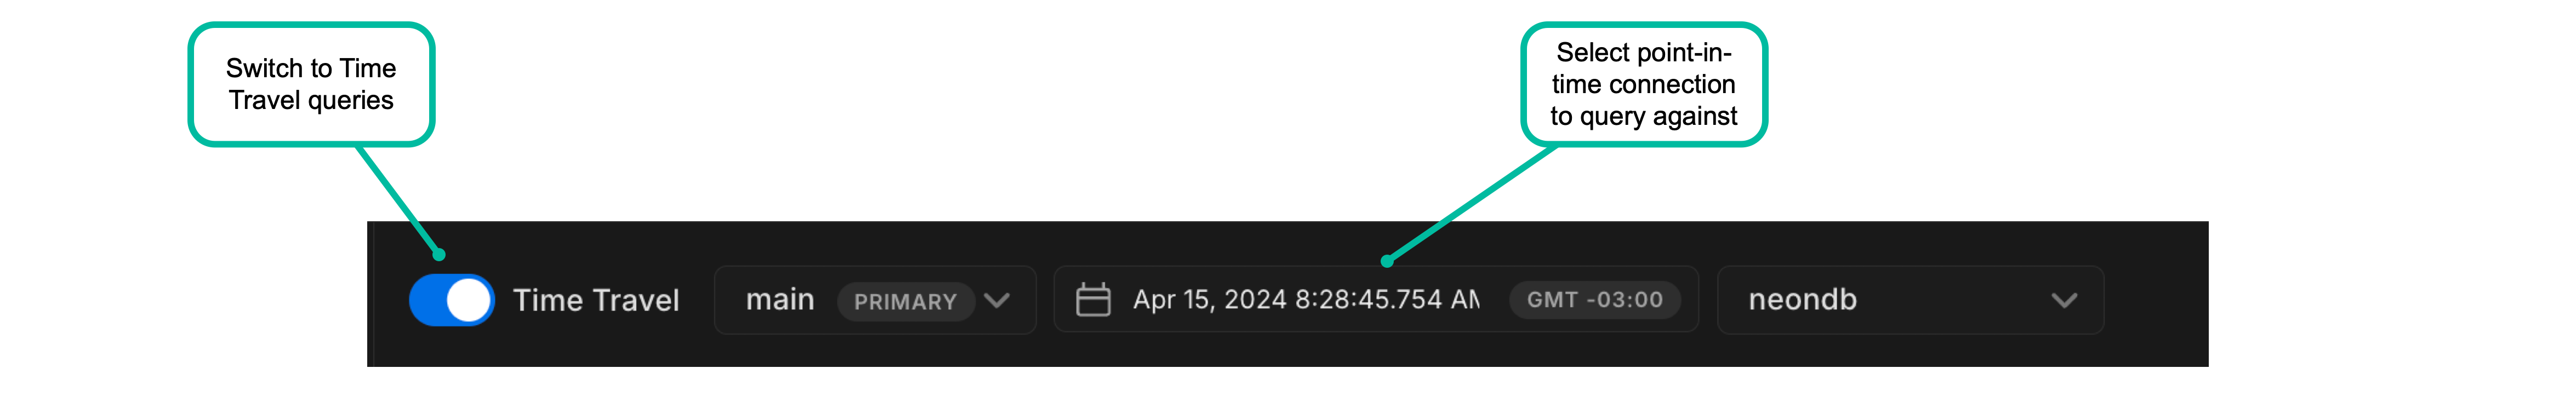 Switch to Time
Travel queries
Select point-in-
time connection
to query against
Time Travel
main PRIMARY
Apr 15, 2024 8:28:45.754 AM GMT -03:00
neondb